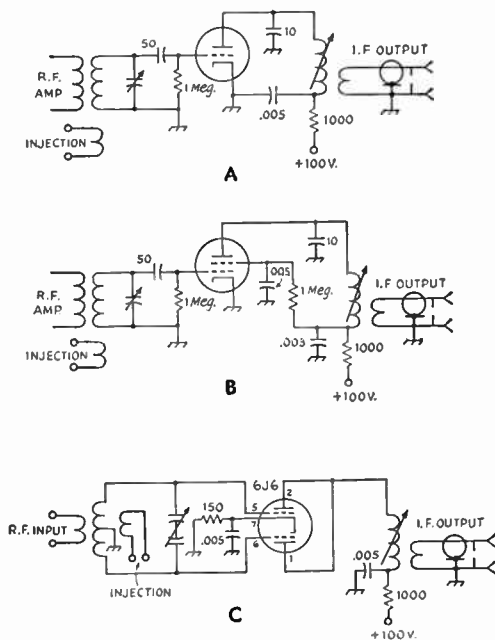 50
10
I.F OUTPUT
R.F.
AMP.
1 Meg.
.005
1000
INJECTION
+100V.
A
50
10
.005
I.F OUTPUT
R.F.
AMP.
1 Meg.
1 Meg.
INJECTION
.003
1000
+100V.
B
6J6
2
150
5
7
.005
6
1
R.F. INPUT
I.F. OUTPUT
.005
INJECTION
1000
C
+100V.